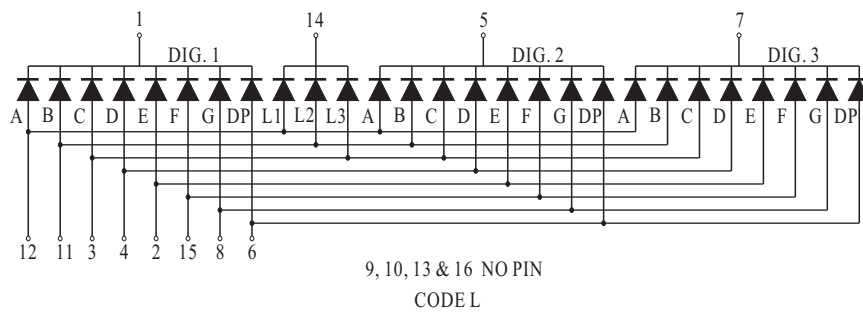 1 14 5 7
DIG. 1 DIG. 2 DIG. 3
A B C D E F G DP L1 L2 L3 A B C D E F G DP A B C D E F G DP
12 11 3 4 2 15 8 6
9, 10, 13 & 16 NO PIN
CODE L